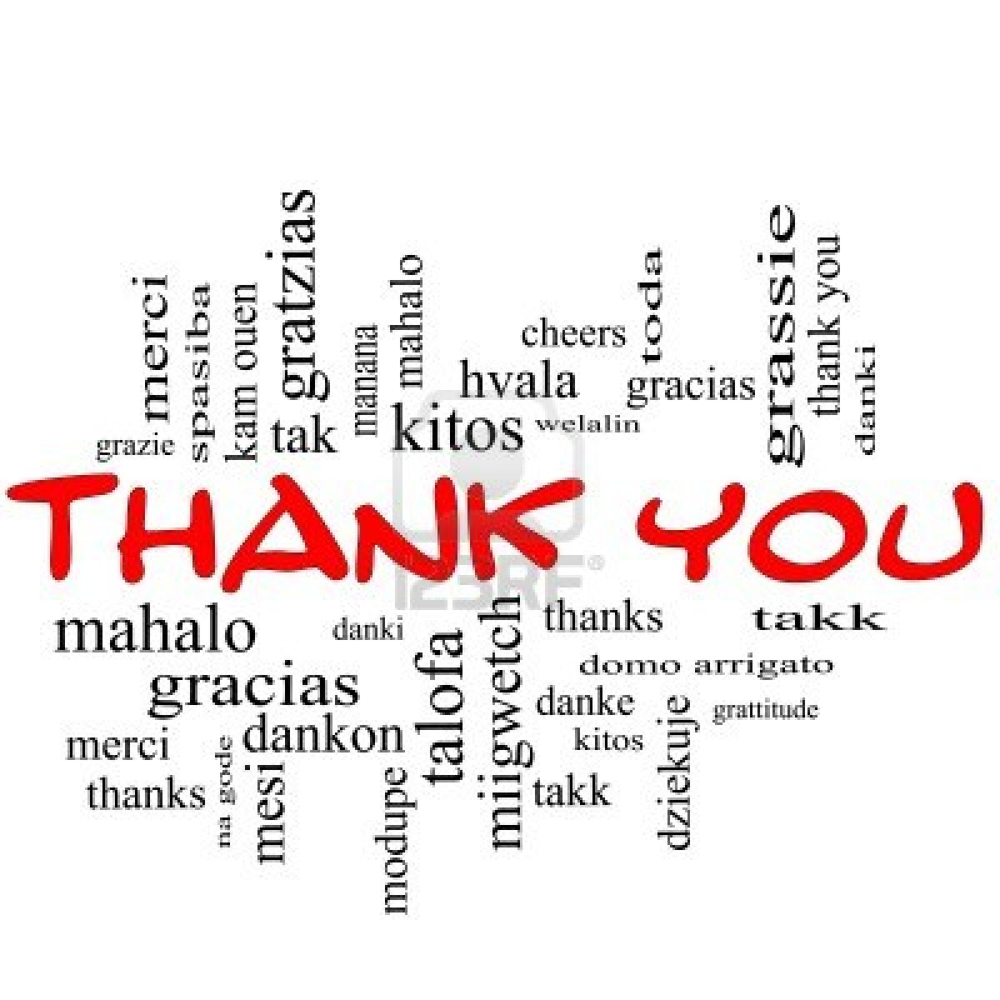 merci
spasiba
kam ouen
gratzias
manana
mahalo
cheers
toda
grassie
thank you
danki
hvala
gracias
grazie
tak
kitos
welalin
THANK YOU
123RF®
mahalo
danki
talofa
miigwetch
thanks
takk
gracias
domo arrigato
danke
grattitude
merci
dankon
kitos
dziekuje
thanks
na gode
mesi
modupe
takk